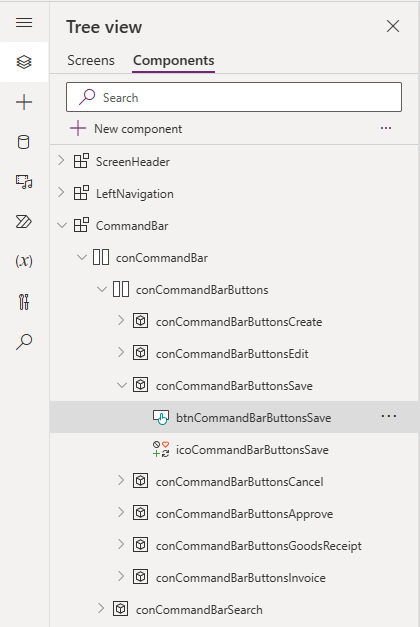 Tree view
Screens Components
Search
New component
ScreenHeader
LeftNavigation
CommandBar
conCommandBar
conCommandBarButtons
conCommandBarButtonsCreate
conCommandBarButtonsEdit
conCommandBarButtonsSave
btnCommandBarButtonsSave
icoCommandBarButtonsSave
conCommandBarButtonsCancel
(x)
conCommandBarButtonsApprove
conCommandBarButtonsGoodsReceipt
conCommandBarButtonsInvoice
conCommandBarSearch